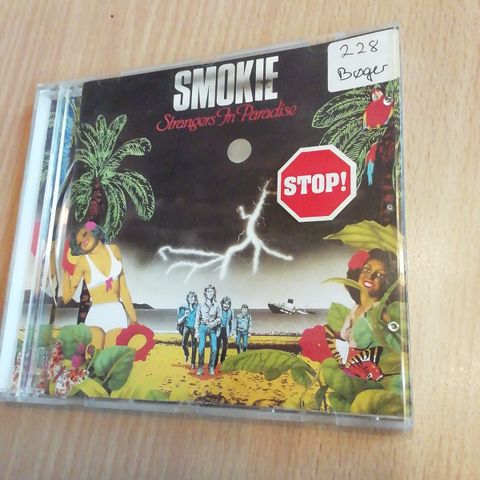 228
Bøger
SMOKIE
Strangers In Paradise
STOP!